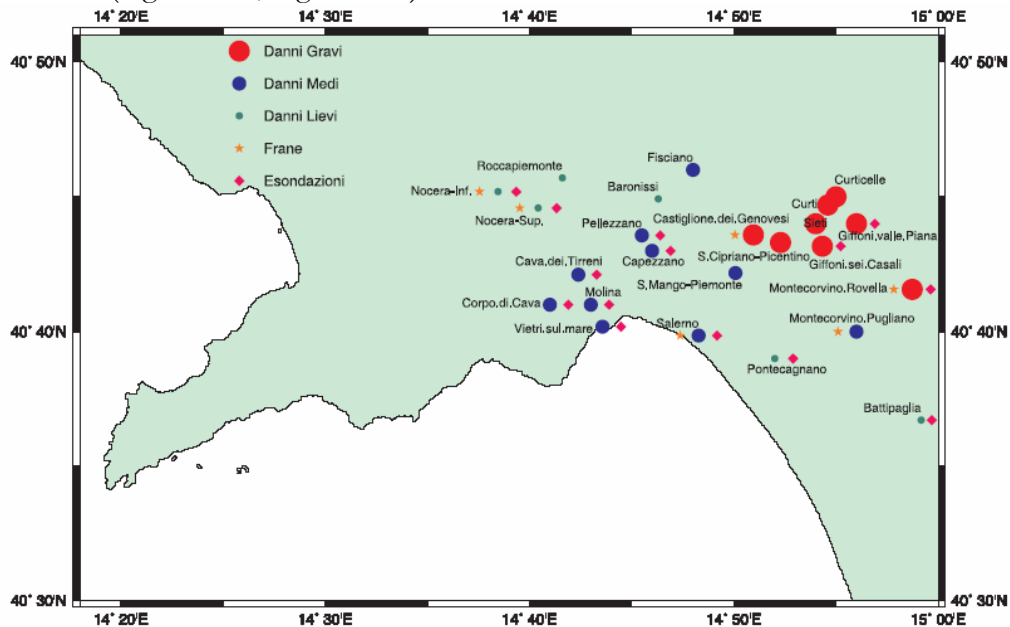 14° 20'E 14° 30'E 14° 40'E 14° 50'E 15° 00'E
40° 50'N 40° 50'N
Danni Gravi
Danni Medi
Danni Lievi
Frane
Esondazioni
Fisciano
Roccapiemonte
Curticelle
Nocera-Inf.
Baronissi
Curti
Nocera-Sup.
Pellezzano
Castiglione.dei.Genovesi
Sieti
Giffoni.valle.Piana
Capezzano
S.Cipriano-Picentino
Giffoni.sei.Casali
Cava.dei.Tirreni
S.Mango-Piemonte
Montecorvino.Rovella
Molina
Corpo.di.Cava
Vietri.sul.mare
Salerno
Montecorvino.Pugliano
40° 40'N 40° 40'N
Pontecagnano
Battipaglia
40° 30'N 40° 30'N
14° 20'E 14° 30'E 14° 40'E 14° 50'E 15° 00'E